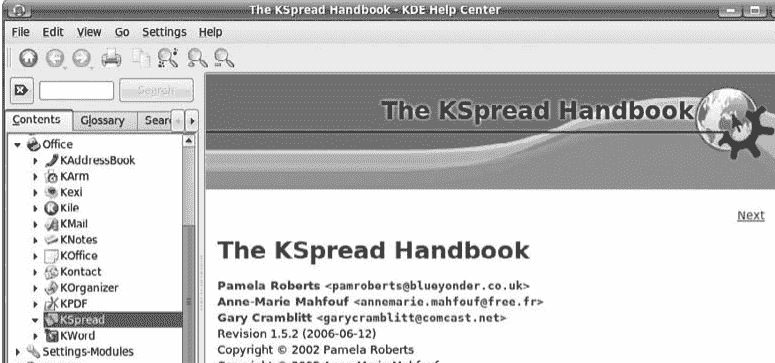 The KSpread Handbook - KDE Help Center
File Edit View Go Settings Help
Search
Contents Glossary Sear
Office
KAddressBook
KArm
Kexi
Kile
KMail
KNotes
KOffice
Kontact
KOrganizer
KPDF
KSpread
KWord
Settings-Modules
The KSpread Handbook
Next
The KSpread Handbook
Pamela Roberts <pamroberts@blueyonder.co.uk>
Anne-Marie Mahfouf <annemarie.mahfouf@free.fr>
Gary Cramblitt <garycramblitt@comcast.net>
Revision 1.5.2 (2006-06-12)
Copyright © 2002 Pamela Roberts